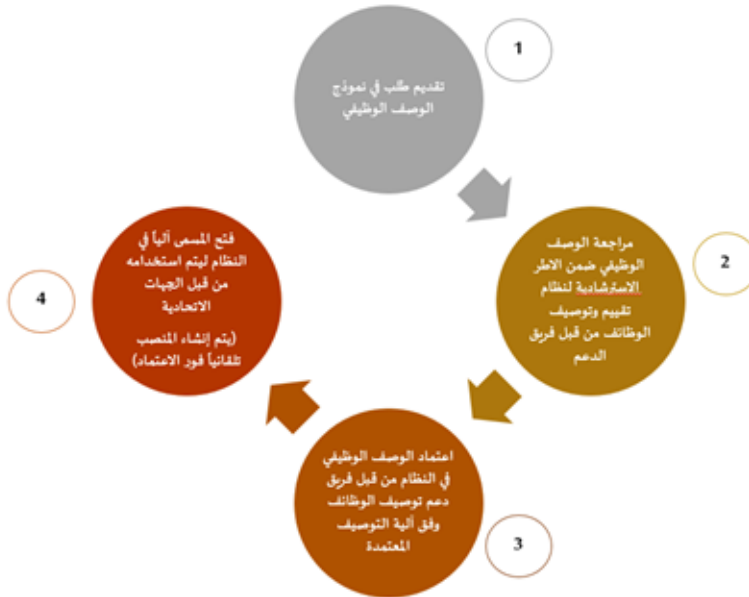 1
تقديم طلب في نموذج
الوصف الوظيفي
2
مراجعة الوصف
الوظيفي ضمن الاطر
الاسترشادية لنظام
تقييم وتوصيف
الوظائف من قبل فريق
الدعم
3
اعتماد الوصف الوظيفي
في النظام من قبل فريق
دعم توصيف الوظائف
وفق ألية التوصيف
المعتمدة
4
فتح المسمى آلياً في
النظام ليتم استخدامه
من قبل الجهات
الاتحادية
(يتم إنشاء المنصب
تلقائياً فور الاعتماد)